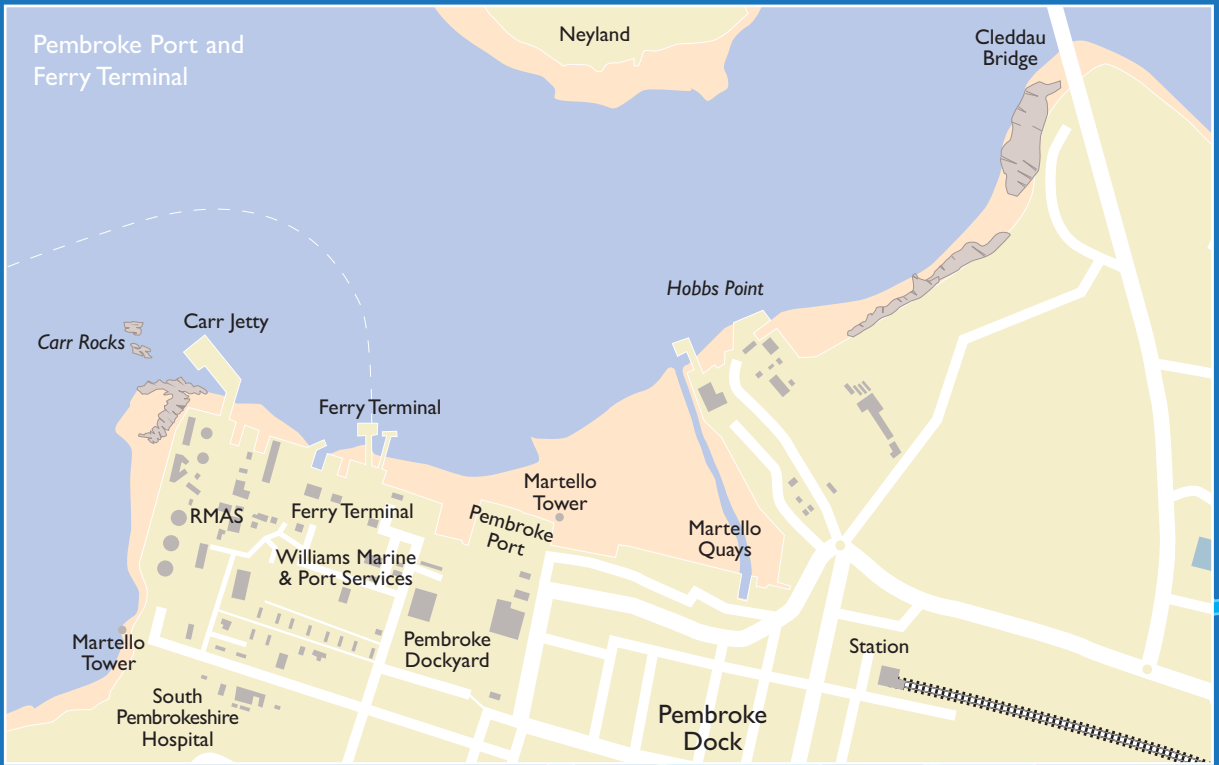 Pembroke Port and
Ferry Terminal
Neyland
Cleddau
Bridge
Hobbs Point
Carr Jetty
Carr Rocks
Ferry Terminal
Martello
Tower
RMAS
Ferry Terminal
Pembroke
Port
Martello
Quays
Williams Marine
& Port Services
Martello
Tower
Pembroke
Dockyard
Station
South
Pembrokeshire
Hospital
Pembroke
Dock